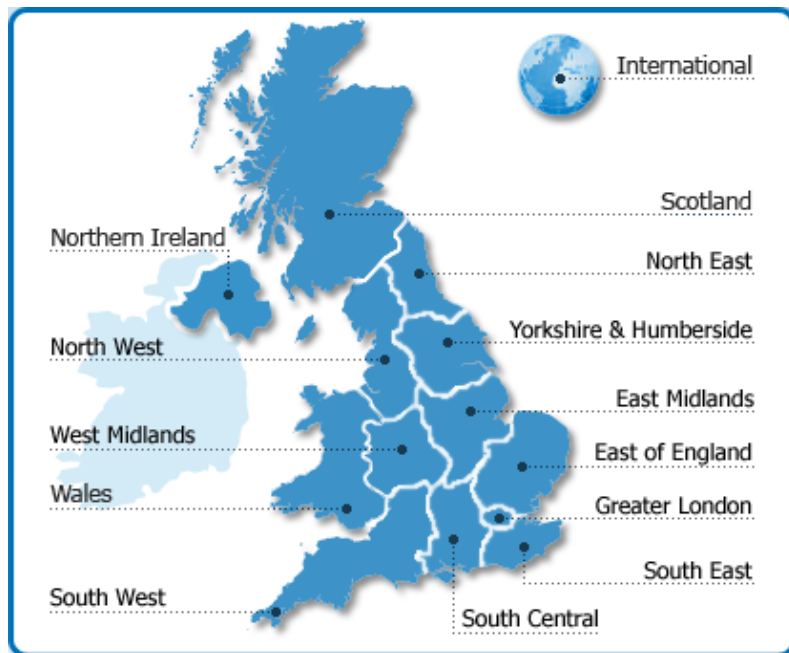 International
Scotland
Northern Ireland
North East
Yorkshire & Humberside
North West
East Midlands
West Midlands
East of England
Wales
Greater London
South East
South West
South Central